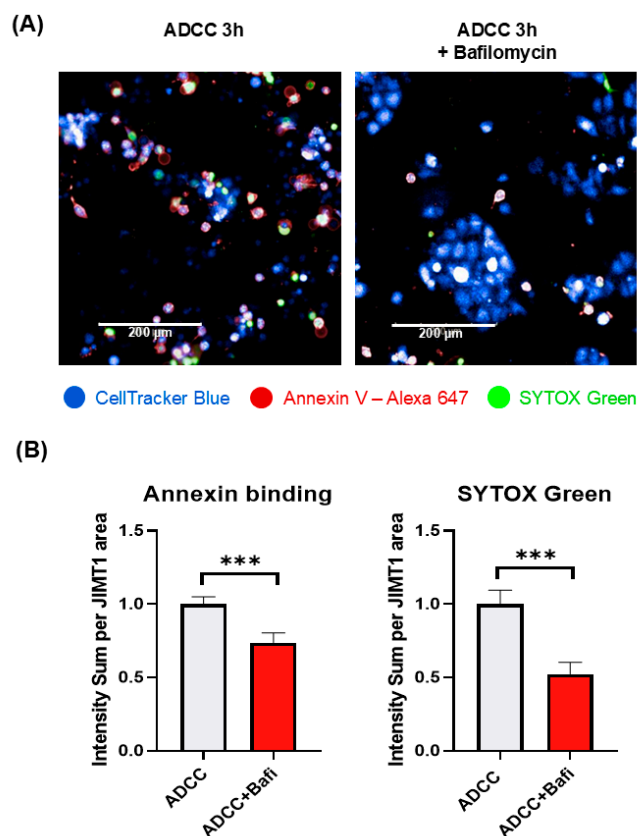 (A)
ADCC 3h
ADCC 3h
+ Bafilomycin
200 µm
200 µm
CellTracker Blue
Annexin V – Alexa 647
SYTOX Green
(B)
Annexin binding
Intensity Sum per JIMT1 area
1.5
1.0
0.5
0.0
***
ADCC
ADCC+Bafi
SYTOX Green
Intensity Sum per JIMT1 area
1.5
1.0
0.5
0.0
***
ADCC
ADCC+Bafi